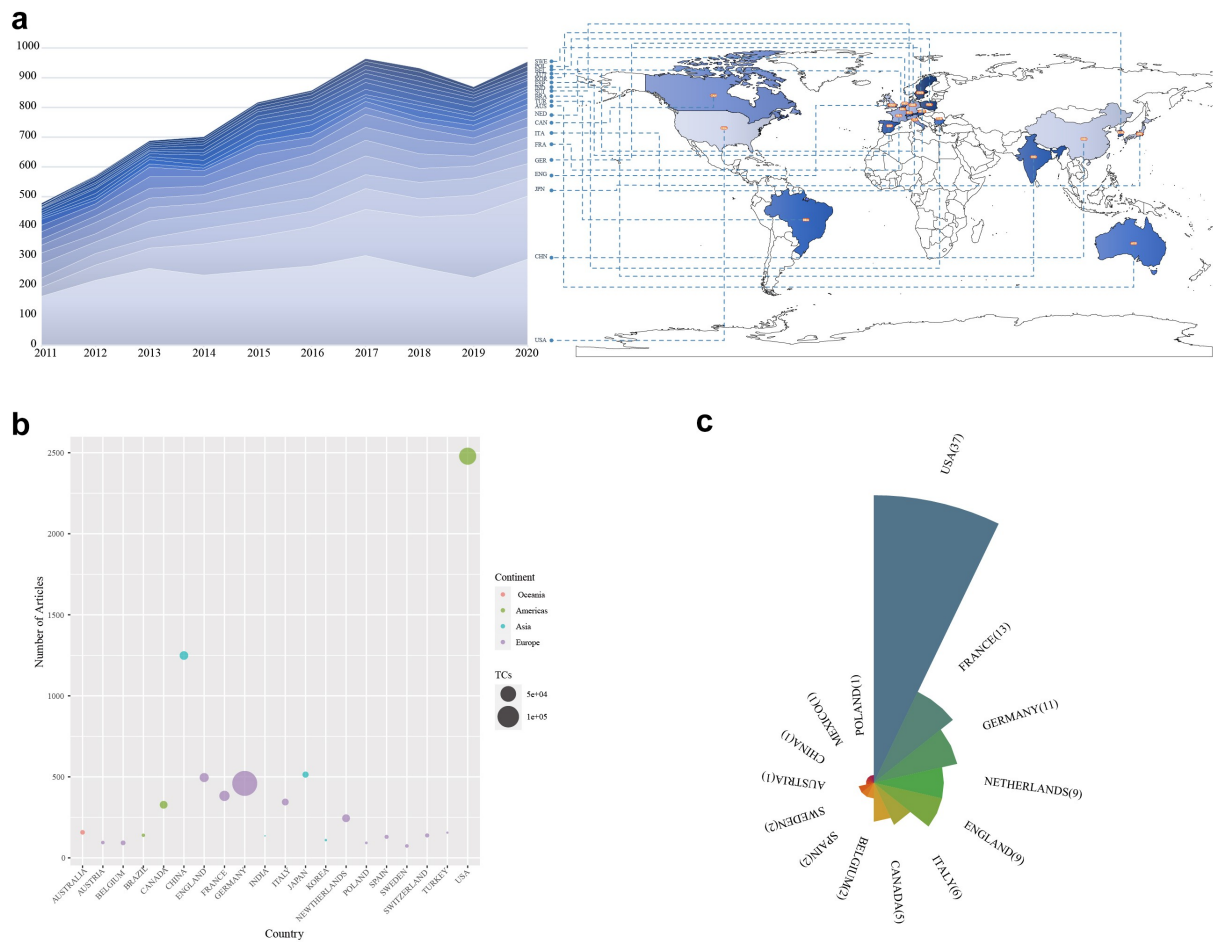 a
1000
900
800
700
600
500
400
300
200
100
0
2011 2012 2013 2014 2015 2016 2017 2018 2019 2020
SWE
TUR
AUS
NED
CAN
ITA
FRA
GER
ENG
JPN
CHN
USA
b
2500
2000
1500
1000
500
0
Number of Articles
AUSTRALIA
AUSTRIA
BELGIUM
BRAZIL
CANADA
CHINA
ENGLAND
FRANCE
GERMANY
INDIA
ITALY
JAPAN
KOREA
NEWTHERLANDS
POLAND
SPAIN
SWEDEN
SWITZERLAND
TURKEY
USA
Country
Continent
Oceania
Americas
Asia
Europe
TCs
5e+04
1e+05
c
USA(37)
FRANCE(13)
GERMANY(11)
NETHERLANDS(9)
ENGLAND(9)
ITALY(6)
CANADA(5)
BELGIUM(2)
SPAIN(2)
SWEDEN(2)
AUSTRIA(1)
CHINA(1)
MEXICO(1)
POLAND(1)